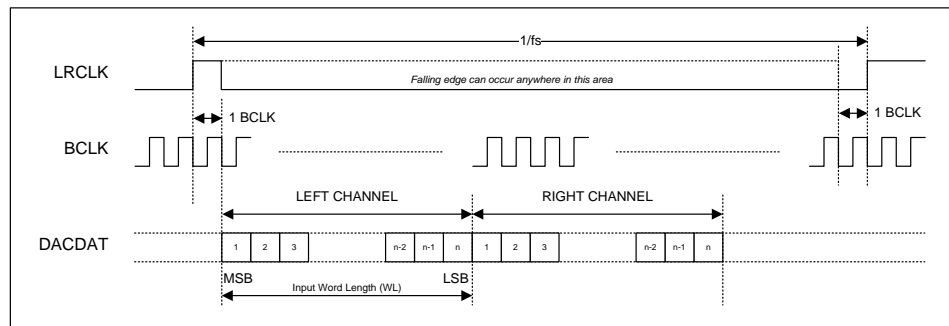 1/fs
LRCLK
Falling edge can occur anywhere in this area
1 BCLK
1 BCLK
BCLK
LEFT CHANNEL
RIGHT CHANNEL
DACDAT
1 2 3 n-2 n-1 n 1 2 3 n-2 n-1 n
MSB LSB
Input Word Length (WL)